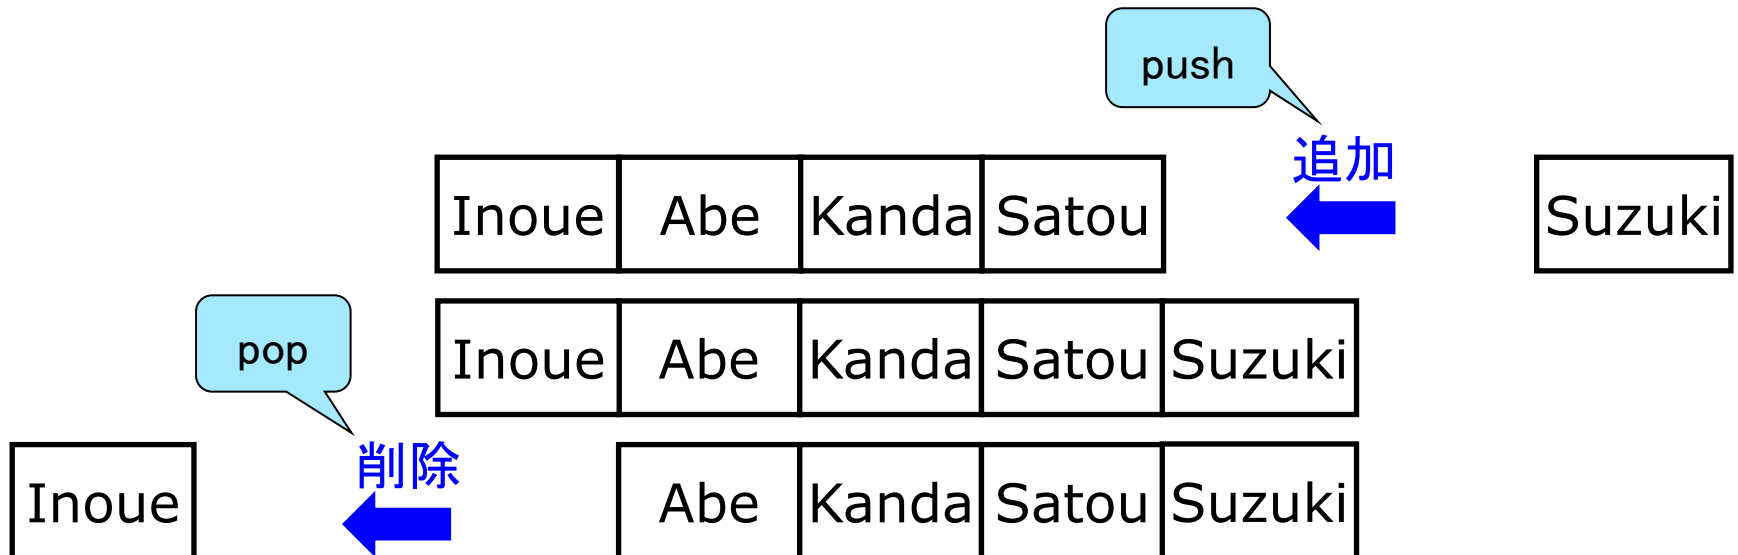 push
追加
Inoue Abe Kanda Satou Suzuki
Inoue Abe Kanda Satou Suzuki
pop
削除
Inoue Abe Kanda Satou Suzuki